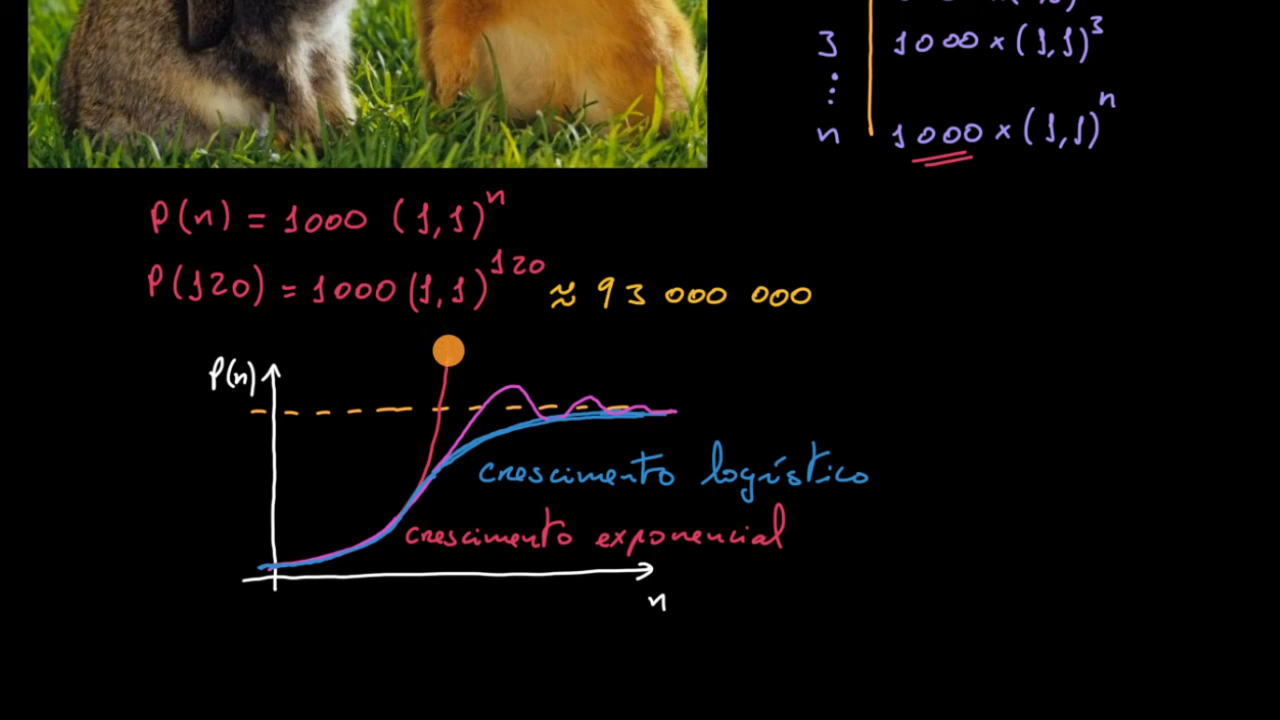 3 1000 × (1,1)³
⋮
n 1000 × (1,1)ⁿ
P(n) = 1000 (1,1)ⁿ
P(120) = 1000 (1,1)¹²⁰ ≈ 93 000 000
P(n)
crescimento logístico
crescimento exponencial
n